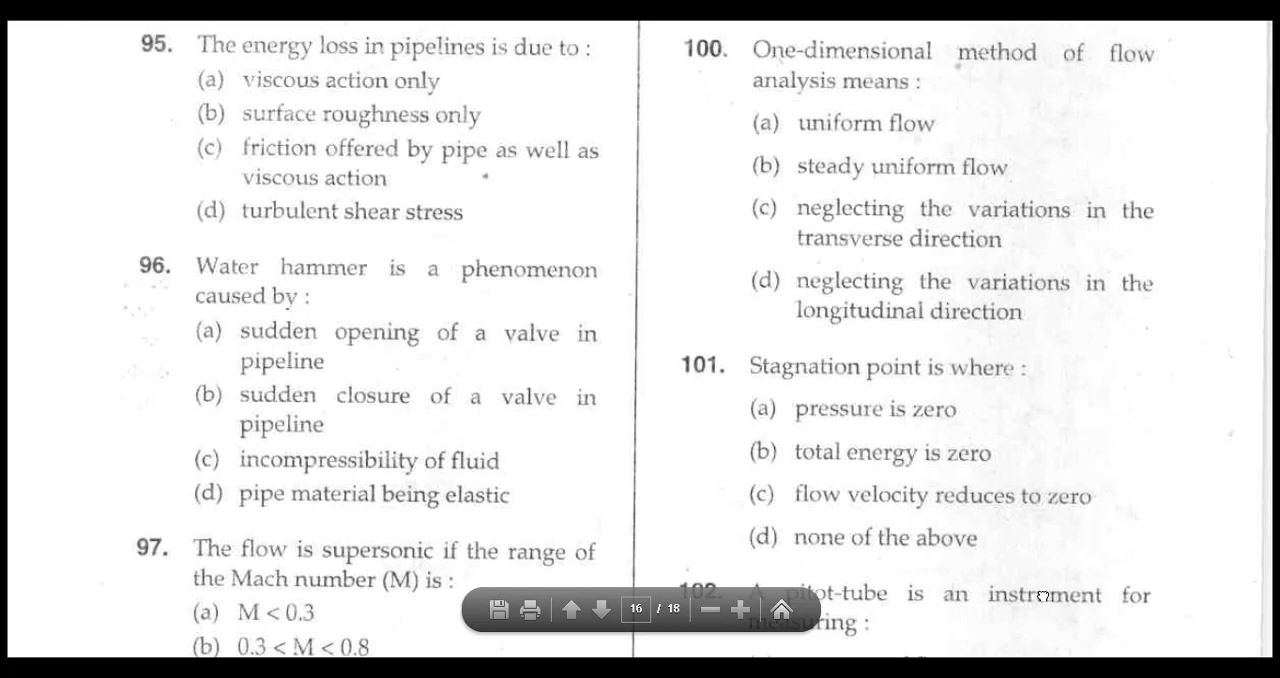 95. The energy loss in pipelines is due to :
(a) viscous action only
(b) surface roughness only
(c) friction offered by pipe as well as
viscous action
(d) turbulent shear stress
96. Water hammer is a phenomenon
caused by :
(a) sudden opening of a valve in
pipeline
(b) sudden closure of a valve in
pipeline
(c) incompressibility of fluid
(d) pipe material being elastic
97. The flow is supersonic if the range of
the Mach number (M) is :
(a) M < 0.3
(b) 0.3 < M < 0.8
100. One-dimensional method of flow
analysis means :
(a) uniform flow
(b) steady uniform flow
(c) neglecting the variations in the
transverse direction
(d) neglecting the variations in the
longitudinal direction
101. Stagnation point is where :
(a) pressure is zero
(b) total energy is zero
(c) flow velocity reduces to zero
(d) none of the above
102. A pitot-tube is an instrument for
measuring :
16 / 18